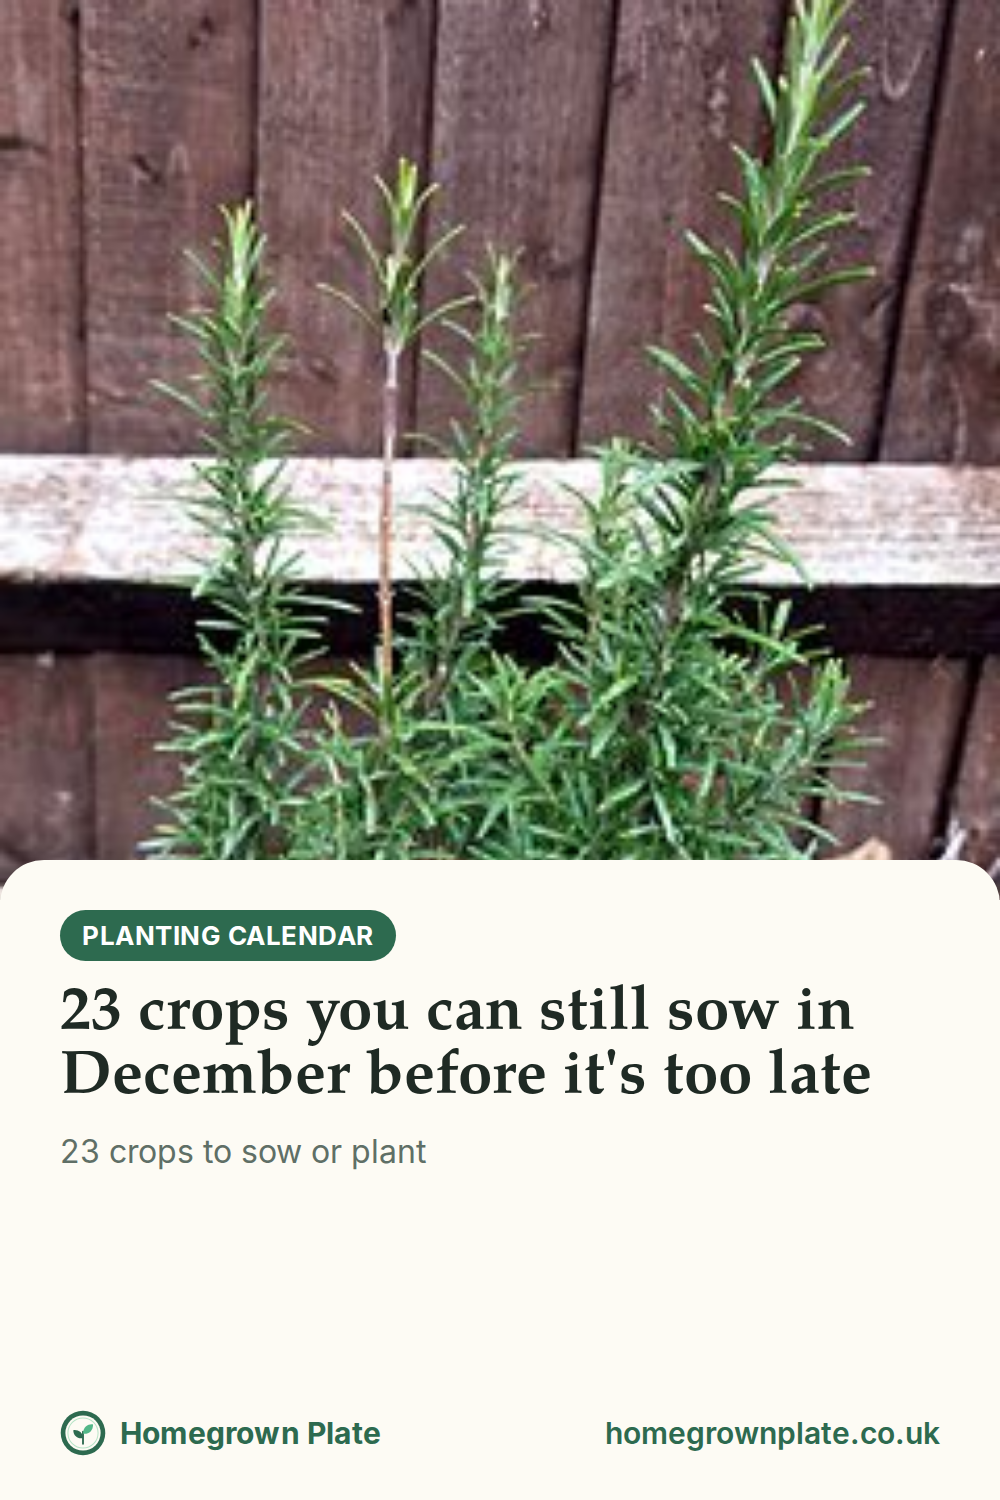 PLANTING CALENDAR
23 crops you can still sow in
December before it's too late
23 crops to sow or plant
Homegrown Plate
homegrownplate.co.uk